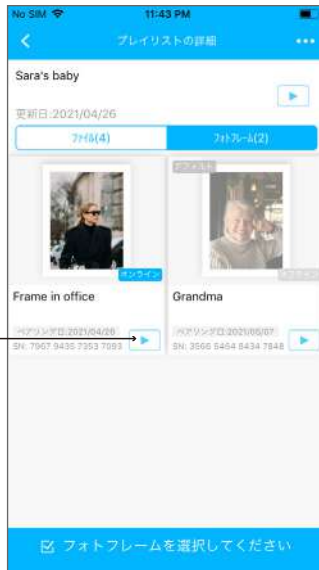 No SIM 11:43 PM
プレイリストの詳細
Sara's baby
更新日:2021/04/26
ファイル(4) フォトフレーム(2)
デフォルト
オンライン オフライン
Frame in office Grandma
ペアリング日:2021/04/26 ペアリング日:2021/05/07
SN: 7967 9435 7353 7893 SN: 3566 5464 8434 7848
フォトフレームを選択してください